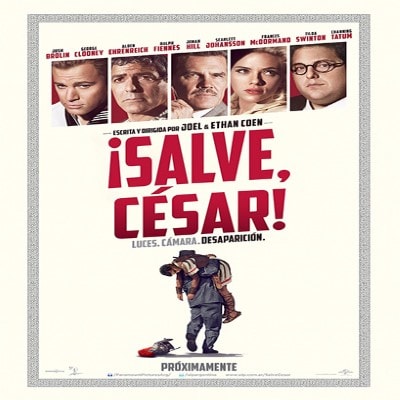 JOSH BROLIN
GEORGE CLOONEY
ALDEN EHRENREICH
RALPH FIENNES
JONAH HILL
SCARLETT JOHANSSON
FRANCES McDORMAND
TILDA SWINTON
CHANNING TATUM
ESCRITA Y DIRIGIDA POR JOEL & ETHAN COEN
¡SALVE,
CÉSAR!
LUCES. CÁMARA. DESAPARICIÓN.
PRÓXIMAMENTE